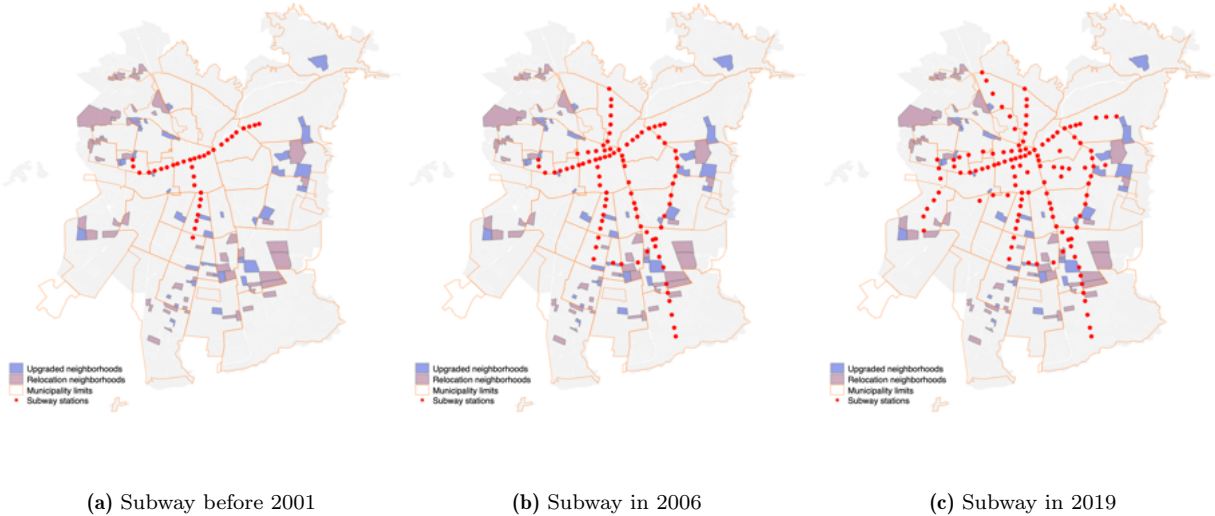 Upgraded neighborhoods
Relocation neighborhoods
Municipality limits
Subway stations
Upgraded neighborhoods
Relocation neighborhoods
Municipality limits
Subway stations
Upgraded neighborhoods
Relocation neighborhoods
Municipality limits
Subway stations
(a) Subway before 2001
(b) Subway in 2006
(c) Subway in 2019